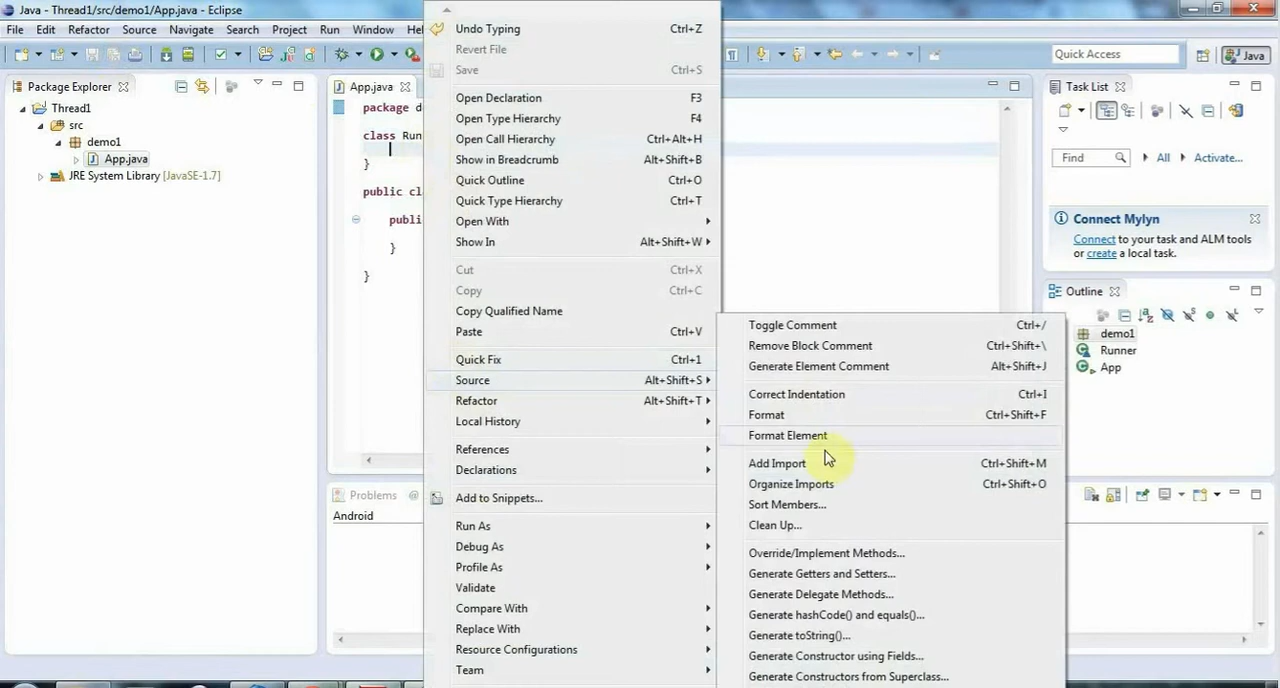 Java - Thread1/src/demo1/App.java - Eclipse
File Edit Refactor Source Navigate Search Project Run Window
Quick Access
Java
Package Explorer
Thread1
src
demo1
App.java
JRE System Library [JavaSE-1.7]
App.java
package d
class Run
}
public cla
publi
}
}
Undo Typing Ctrl+Z
Revert File
Save Ctrl+S
Open Declaration F3
Open Type Hierarchy F4
Open Call Hierarchy Ctrl+Alt+H
Show in Breadcrumb Alt+Shift+B
Quick Outline Ctrl+O
Quick Type Hierarchy Ctrl+T
Open With
Show In Alt+Shift+W
Cut Ctrl+X
Copy Ctrl+C
Copy Qualified Name
Paste Ctrl+V
Quick Fix Ctrl+1
Source Alt+Shift+S
Refactor Alt+Shift+T
Local History
References
Declarations
Add to Snippets...
Run As
Debug As
Profile As
Validate
Compare With
Replace With
Resource Configurations
Team
Toggle Comment Ctrl+/
Remove Block Comment Ctrl+Shift+\
Generate Element Comment Alt+Shift+J
Correct Indentation Ctrl+I
Format Ctrl+Shift+F
Format Element
Add Import Ctrl+Shift+M
Organize Imports Ctrl+Shift+O
Sort Members...
Clean Up...
Override/Implement Methods...
Generate Getters and Setters...
Generate Delegate Methods...
Generate hashCode() and equals()...
Generate toString()...
Generate Constructor using Fields...
Generate Constructors from Superclass...
Task List
Find All Activate...
Connect Mylyn
Connect to your task and ALM tools
or create a local task.
Outline
demo1
Runner
App
Problems @
Android